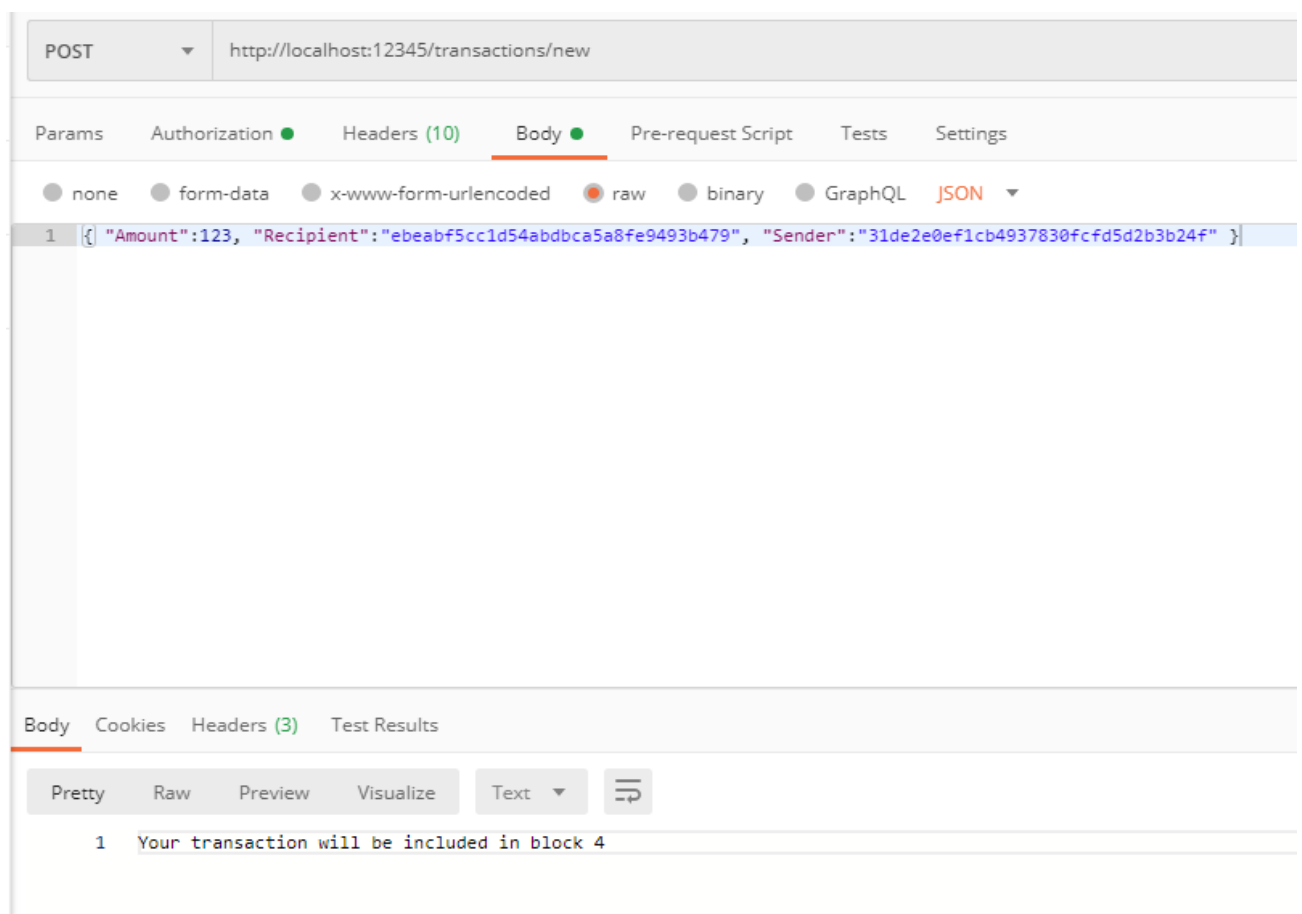 POST http://localhost:12345/transactions/new
Params Authorization Headers (10) Body Pre-request Script Tests Settings
none form-data x-www-form-urlencoded raw binary GraphQL JSON
1 { "Amount":123, "Recipient":"ebeabf5cc1d54abdbca5a8fe9493b479", "Sender":"31de2e0ef1cb4937830fcfd5d2b3b24f" }
Body Cookies Headers (3) Test Results
Pretty Raw Preview Visualize Text
1 Your transaction will be included in block 4